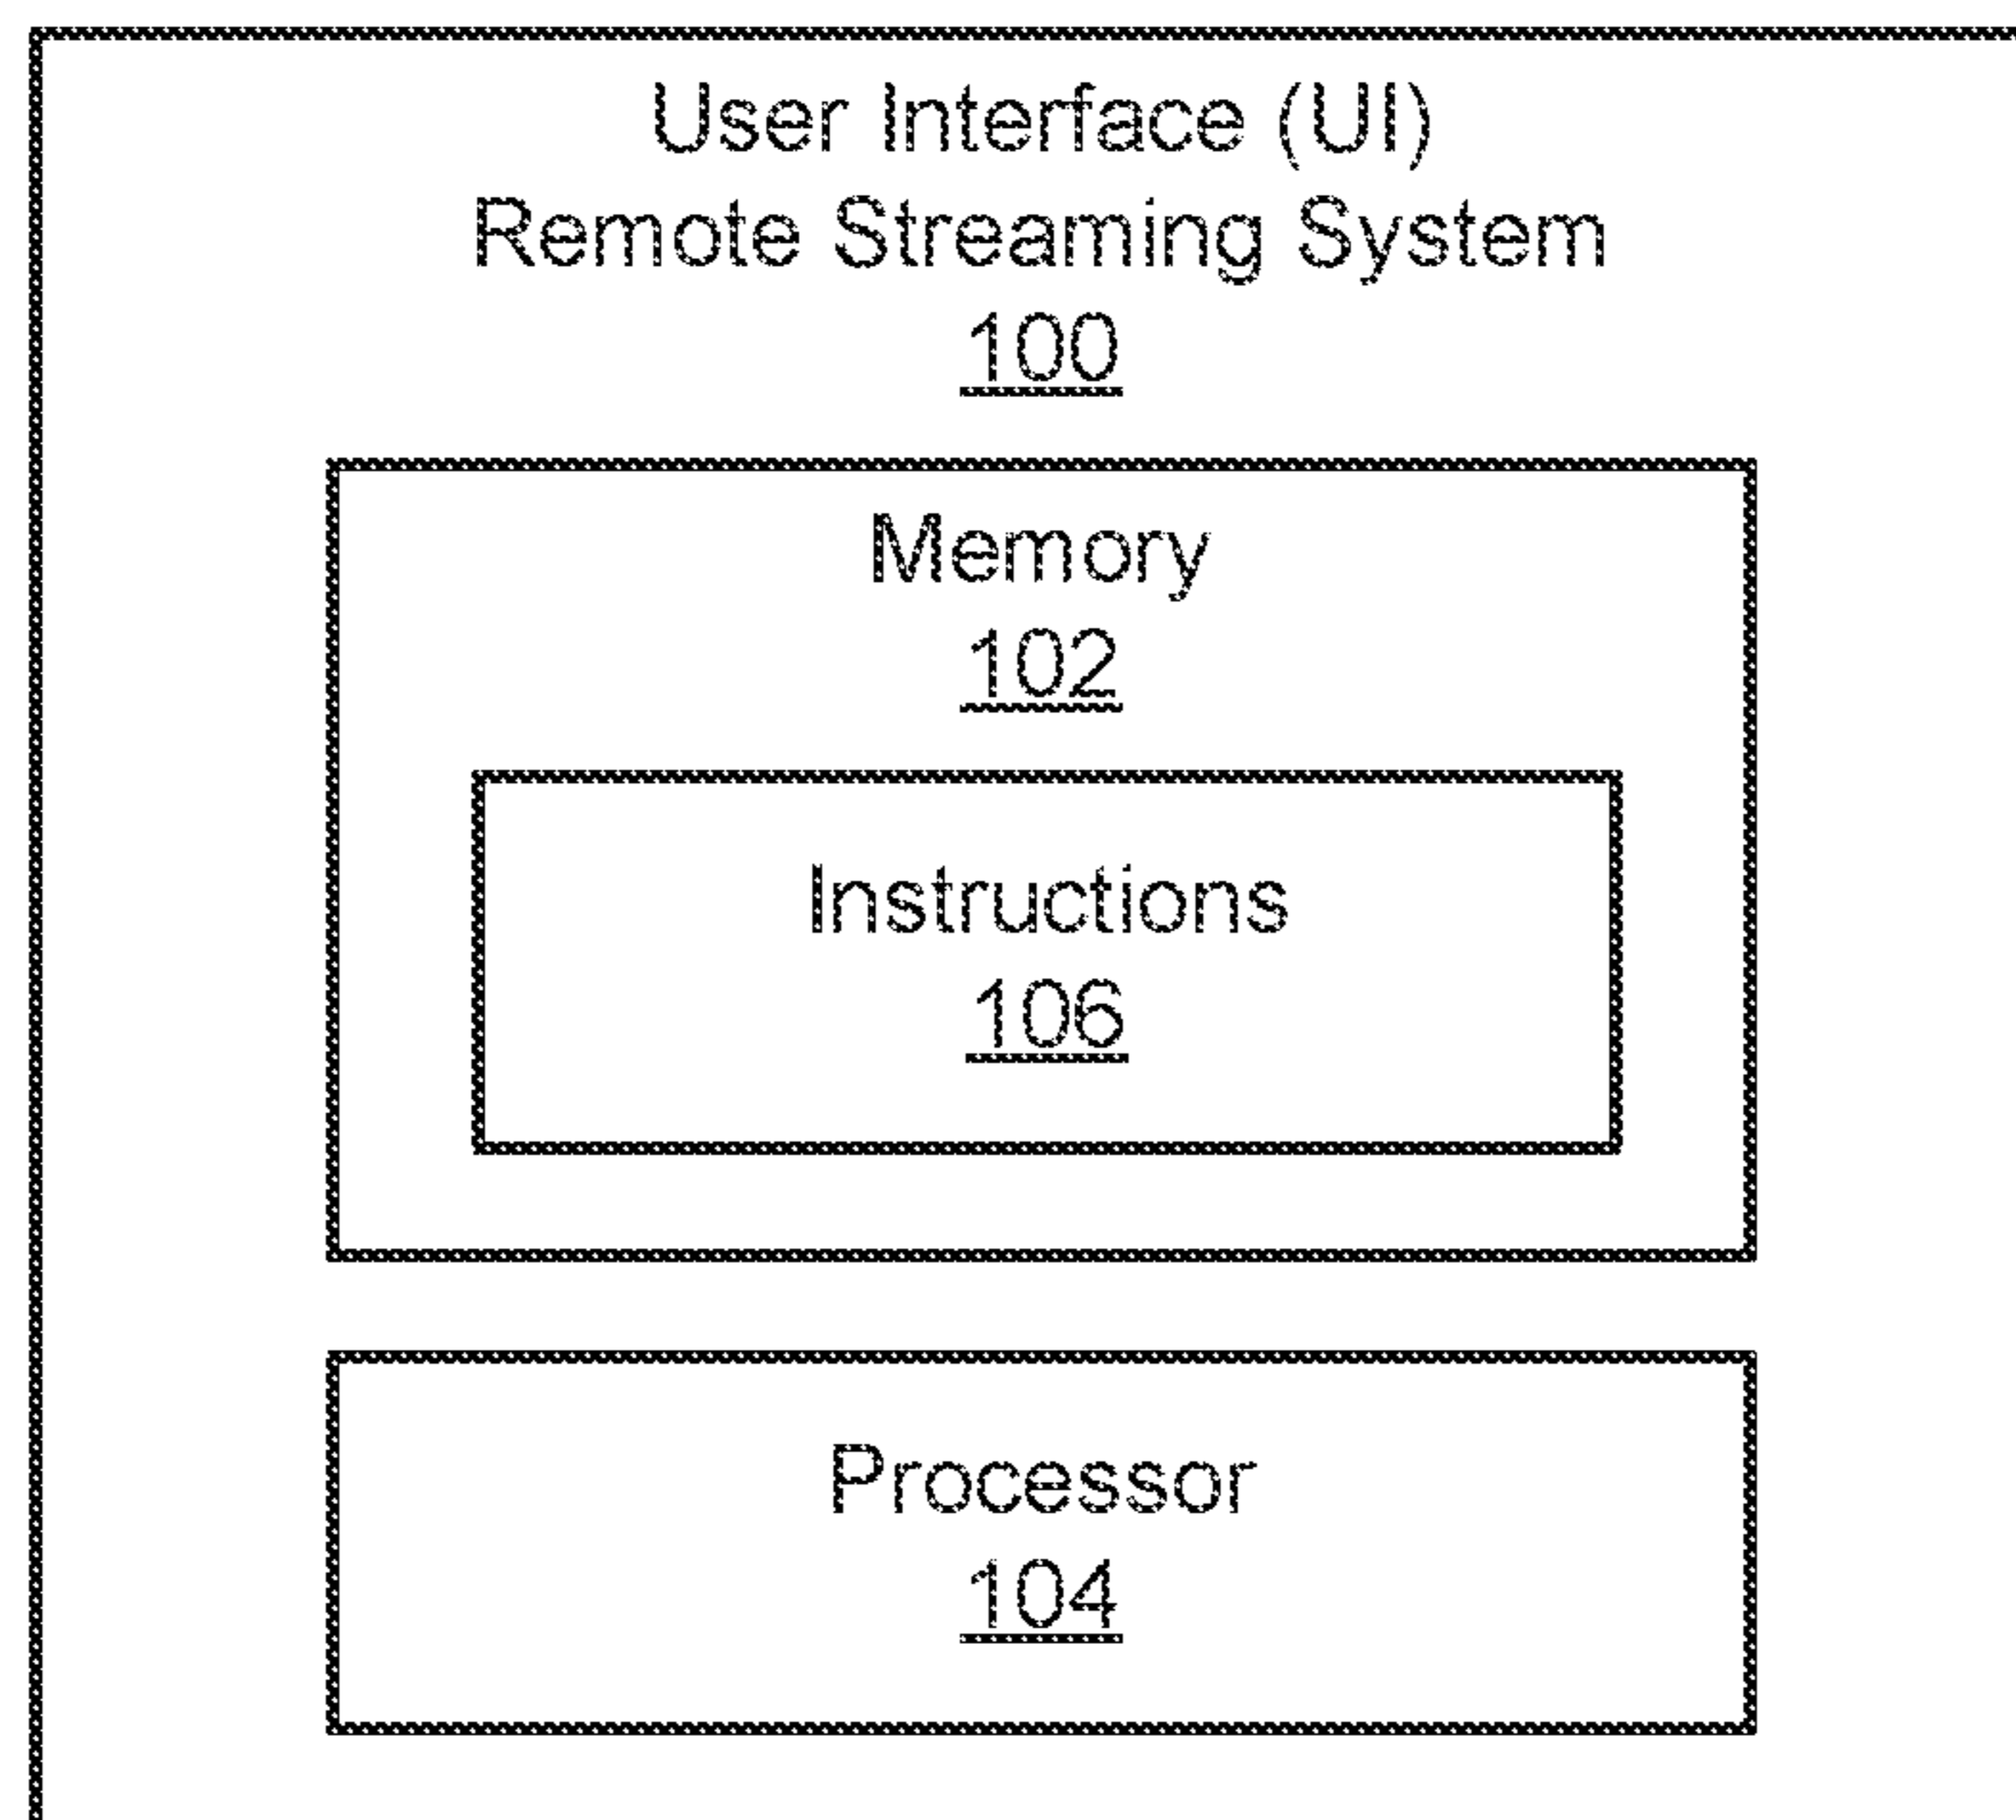 User Interface (UI)
Remote Streaming System
100
Memory
102
Instructions
106
Processor
104